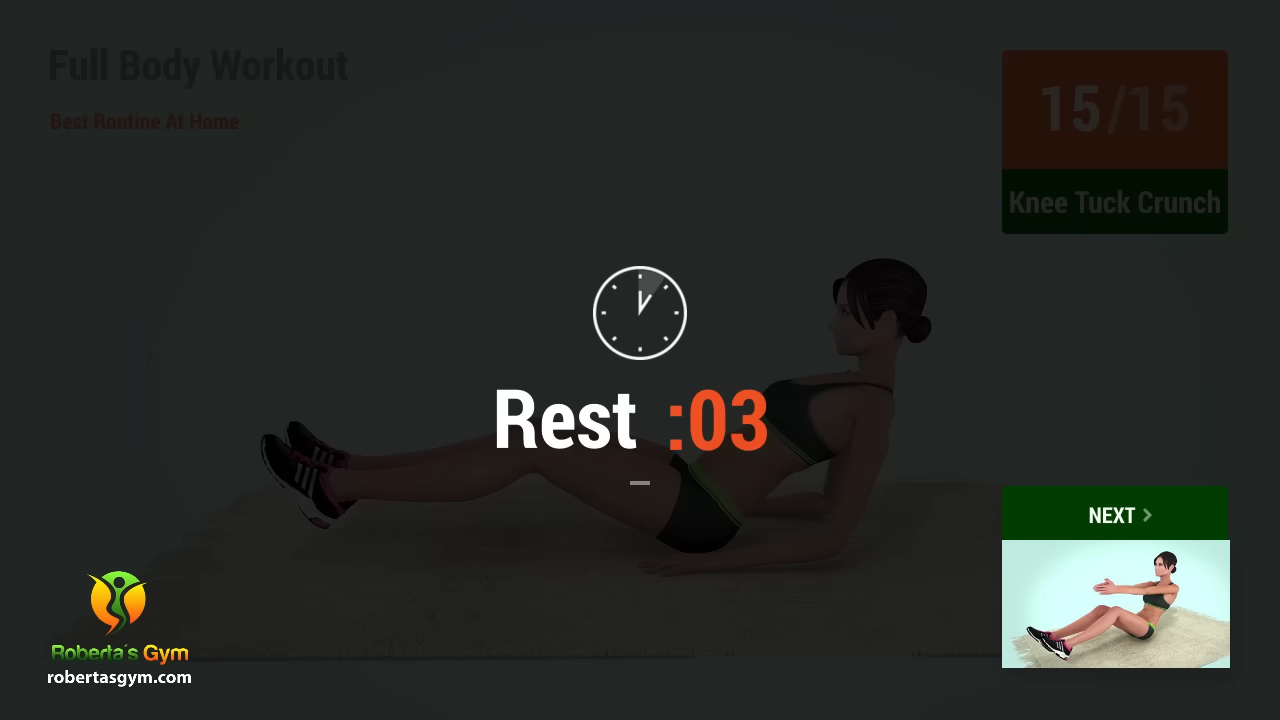 Full Body Workout
Best Routine At Home
15/15
Knee Tuck Crunch
Rest :03
NEXT >
Roberta's Gym
robertasgym.com